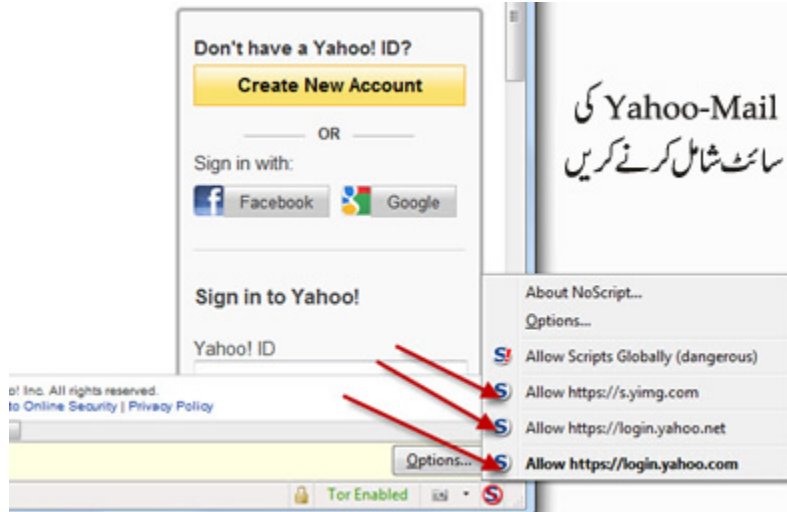 Don't have a Yahoo! ID?
Create New Account
OR
Sign in with:
Facebook
Google
Yahoo-Mail کی
سائٹ شامل کرنے کریں
Sign in to Yahoo!
Yahoo! ID
o! Inc. All rights reserved.
to Online Security | Privacy Policy
Options...
Tor Enabled
About NoScript...
Options...
Allow Scripts Globally (dangerous)
Allow https://s.yimg.com
Allow https://login.yahoo.net
Allow https://login.yahoo.com